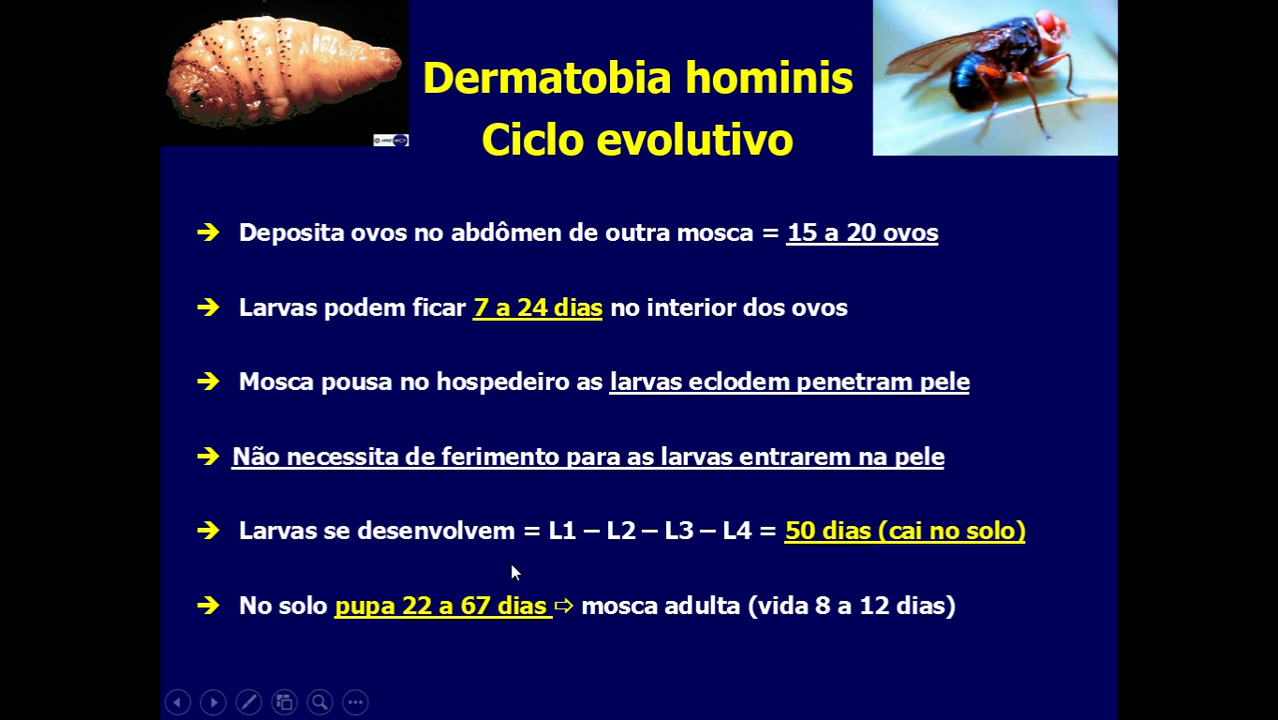 Dermatobia hominis
Ciclo evolutivo
➔ Deposita ovos no abdômen de outra mosca = 15 a 20 ovos
➔ Larvas podem ficar 7 a 24 dias no interior dos ovos
➔ Mosca pousa no hospedeiro as larvas eclodem penetram pele
➔ Não necessita de ferimento para as larvas entrarem na pele
➔ Larvas se desenvolvem = L1 – L2 – L3 – L4 = 50 dias (cai no solo)
➔ No solo pupa 22 a 67 dias ⇨ mosca adulta (vida 8 a 12 dias)